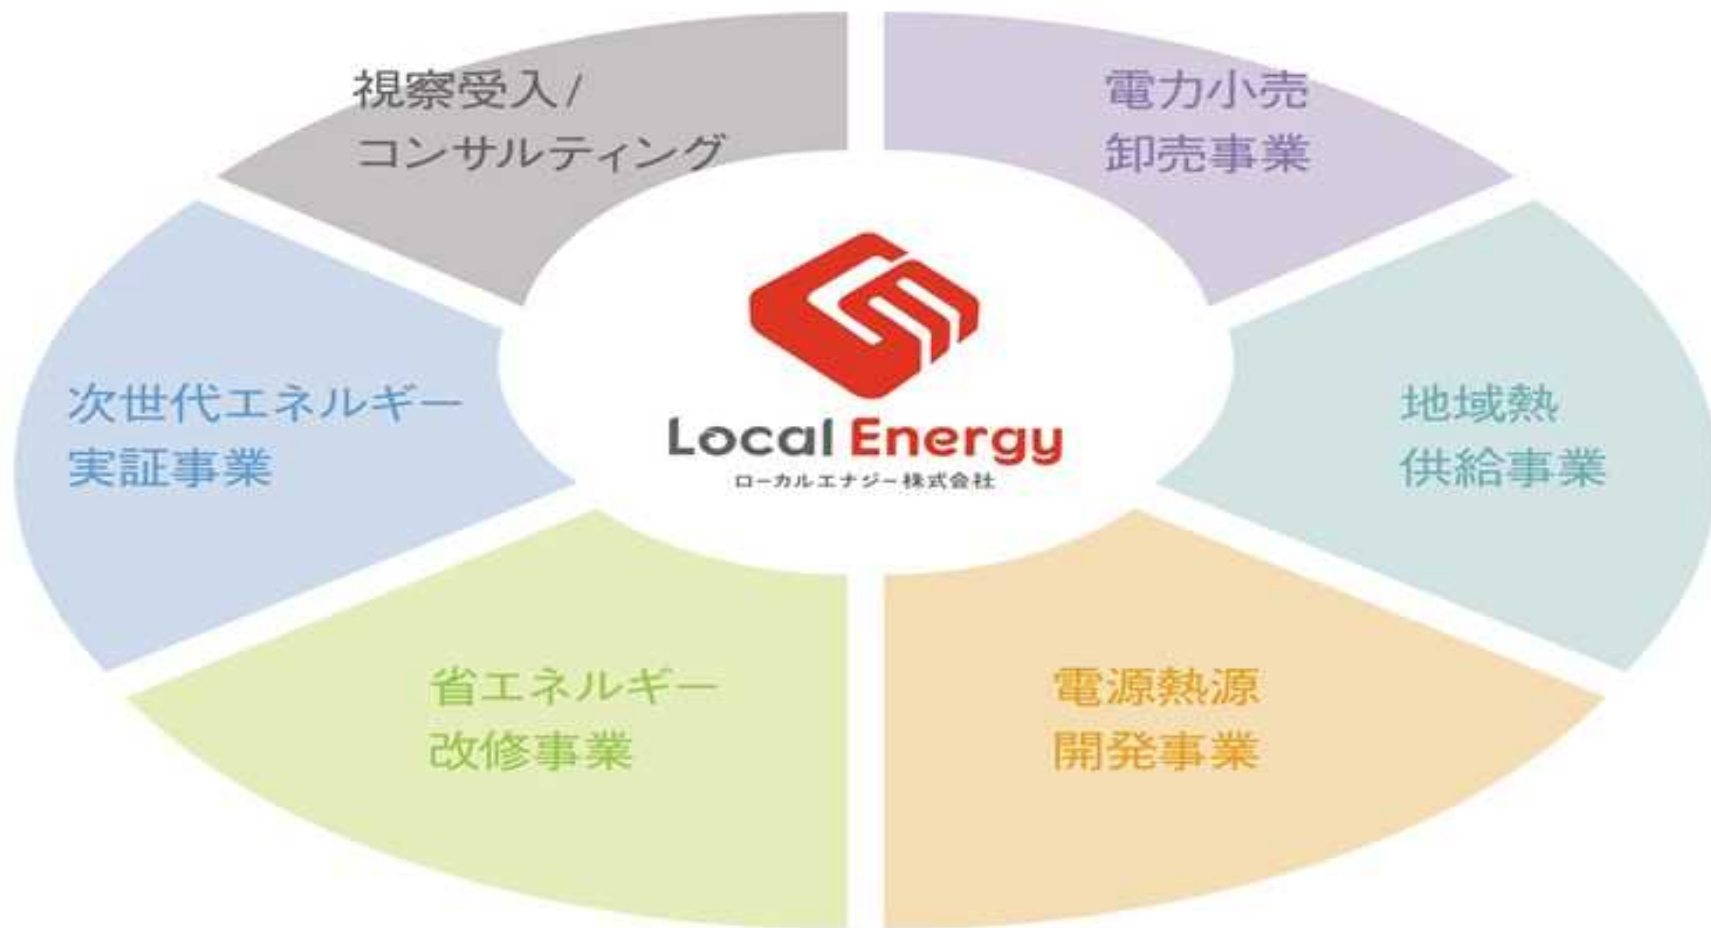 視察受入/
コンサルティング
電力小売
卸売事業
次世代エネルギー
実証事業
Local Energy
ローカルエナジー株式会社
地域熱
供給事業
省エネルギー
改修事業
電源熱源
開発事業